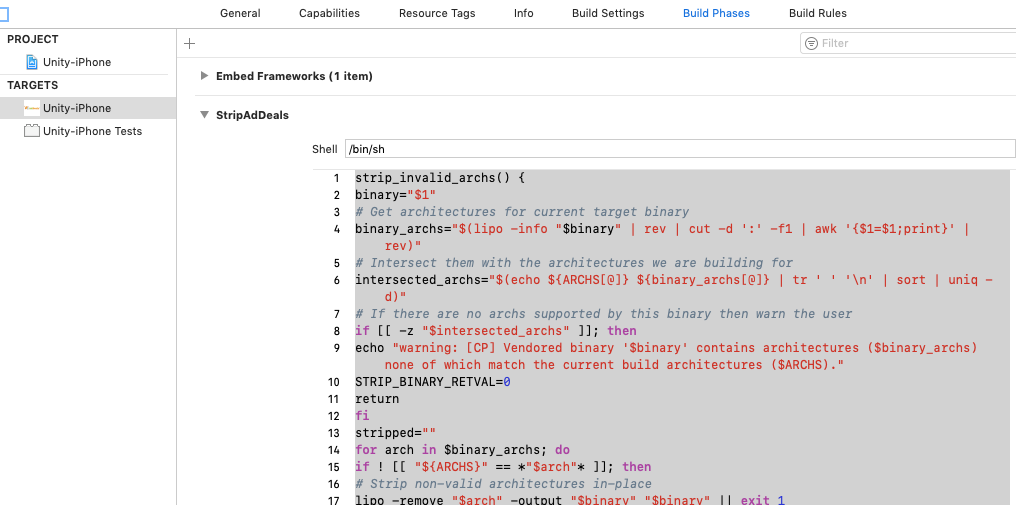 General Capabilities Resource Tags Info Build Settings Build Phases Build Rules
PROJECT
Unity-iPhone
TARGETS
Unity-iPhone
Unity-iPhone Tests
+ Filter
Embed Frameworks (1 item)
StripAdDeals
Shell /bin/sh
1 strip_invalid_archs() {
2 binary="$1"
3 # Get architectures for current target binary
4 binary_archs="$(lipo -info "$binary" | rev | cut -d ':' -f1 | awk '{$1=$1;print}' |
rev)"
5 # Intersect them with the architectures we are building for
6 intersected_archs="$(echo ${ARCHS[@]} ${binary_archs[@]} | tr ' ' '\n' | sort | uniq -
d)"
7 # If there are no archs supported by this binary then warn the user
8 if [[ -z "$intersected_archs" ]]; then
9 echo "warning: [CP] Vendored binary '$binary' contains architectures ($binary_archs)
none of which match the current build architectures ($ARCHS)."
10 STRIP_BINARY_RETVAL=0
11 return
12 fi
13 stripped=""
14 for arch in $binary_archs; do
15 if ! [[ "${ARCHS}" == *"$arch"* ]]; then
16 # Strip non-valid architectures in-place
17 lipo -remove "$arch" -output "$binary" "$binary" || exit 1